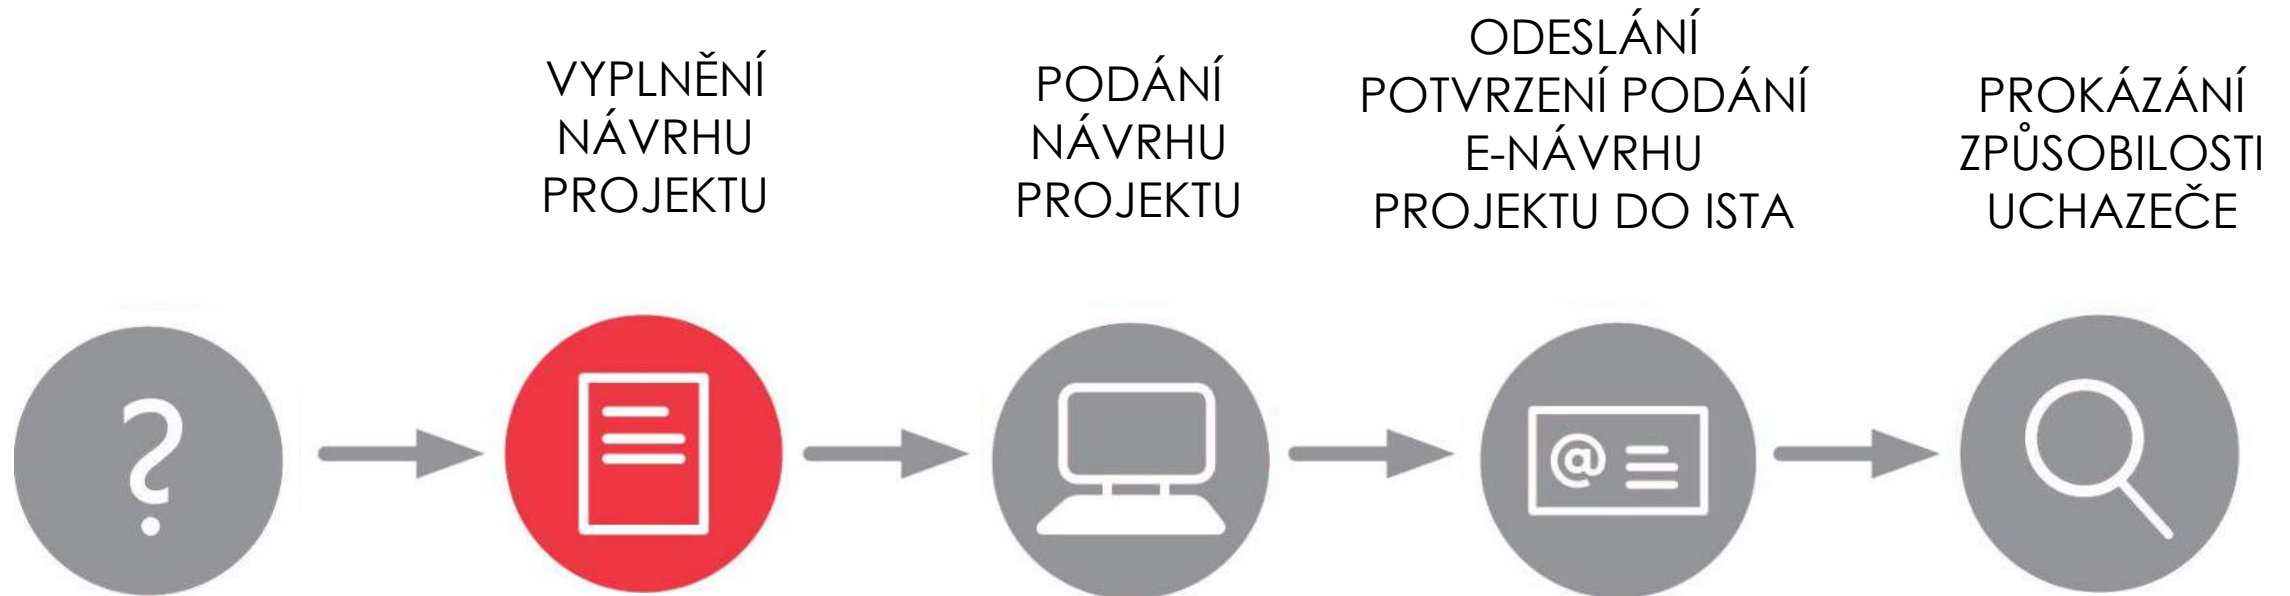 VYPLNĚNÍ
NÁVRHU
PROJEKTU
PODÁNÍ
NÁVRHU
PROJEKTU
ODESLÁNÍ
POTVRZENÍ PODÁNÍ
E-NÁVRHU
PROJEKTU DO ISTA
PROKÁZÁNÍ
ZPŮSOBILOSTI
UCHAZEČE
?
@